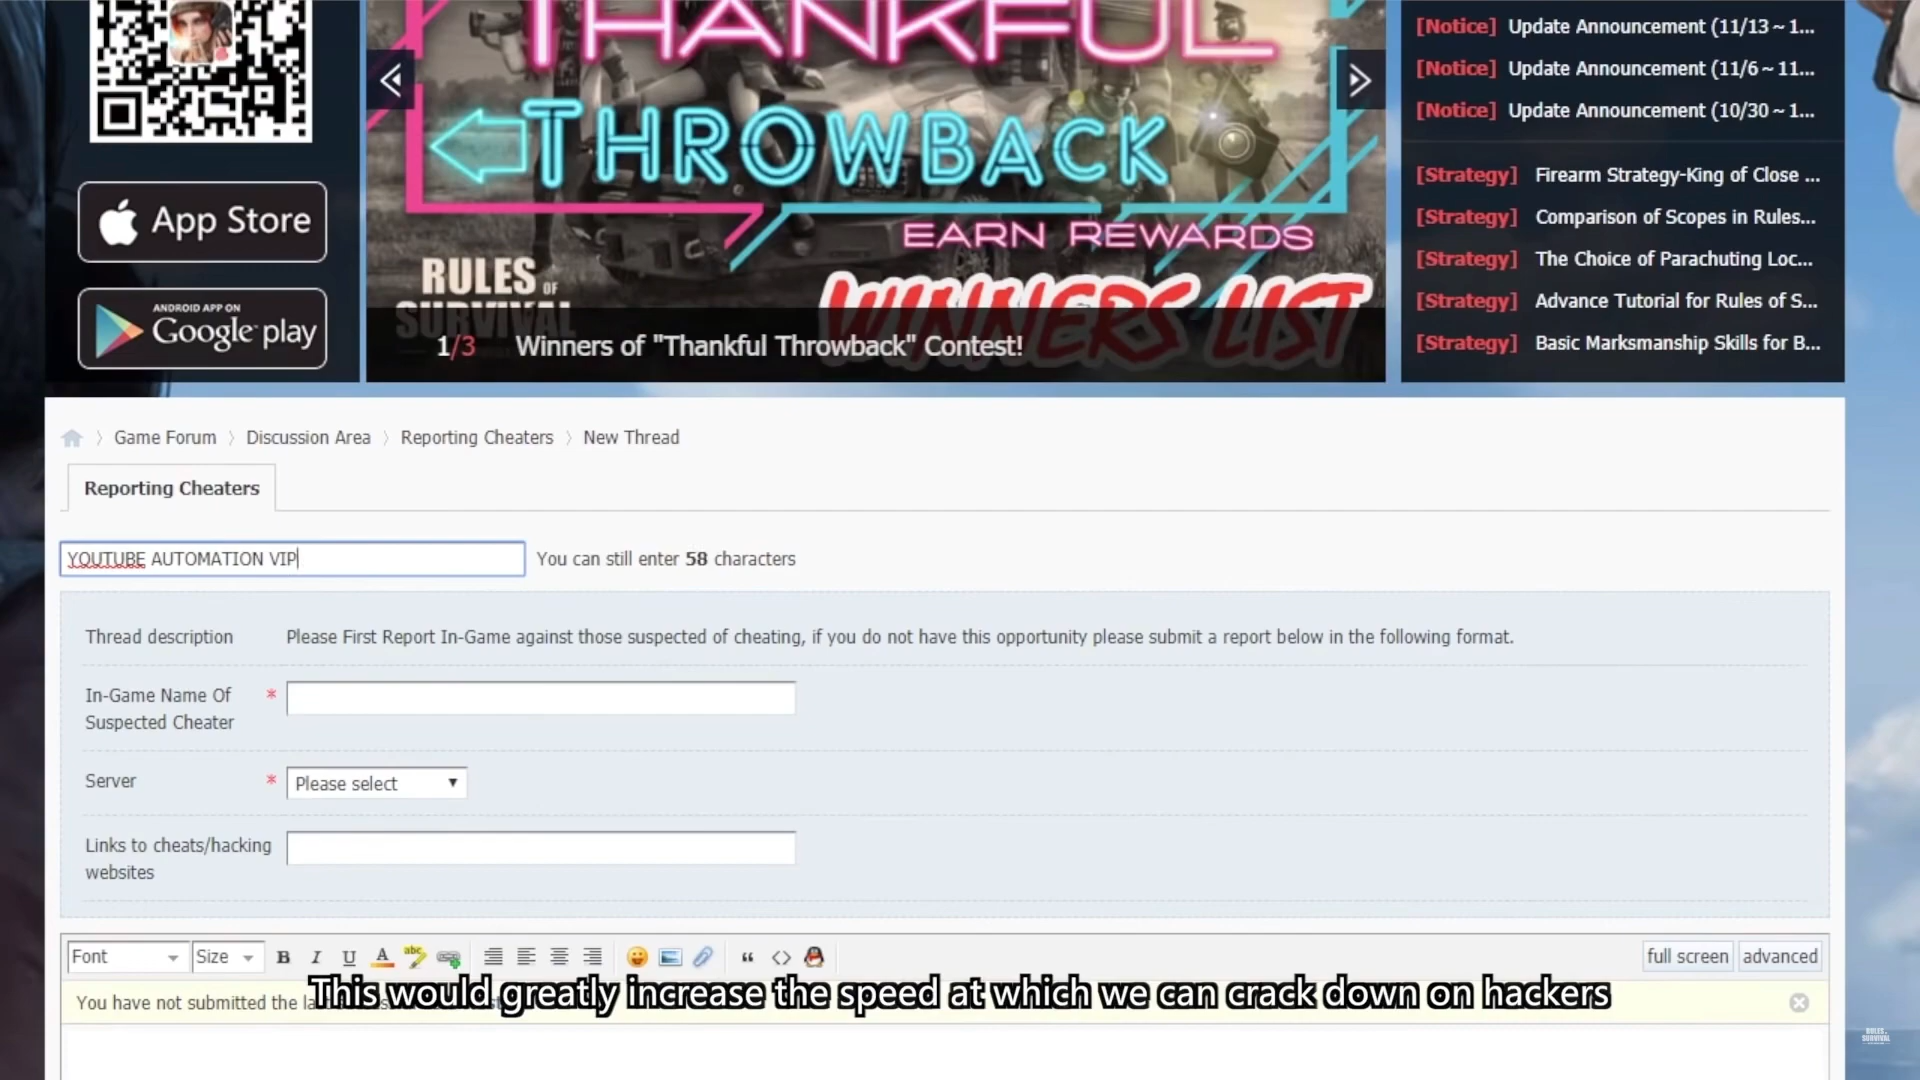 THANKFUL
THROWBACK
EARN REWARDS
RULES OF
SURVIVAL
WINNERS LIST
1/3 Winners of "Thankful Throwback" Contest!
App Store
ANDROID APP ON
Google play
[Notice] Update Announcement (11/13 ~ 1...
[Notice] Update Announcement (11/6 ~ 11...
[Notice] Update Announcement (10/30 ~ 1...
[Strategy] Firearm Strategy-King of Close ...
[Strategy] Comparison of Scopes in Rules...
[Strategy] The Choice of Parachuting Loc...
[Strategy] Advance Tutorial for Rules of S...
[Strategy] Basic Marksmanship Skills for B...
Game Forum Discussion Area Reporting Cheaters New Thread
Reporting Cheaters
YOUTUBE AUTOMATION VIP You can still enter 58 characters
Thread description Please First Report In-Game against those suspected of cheating, if you do not have this opportunity please submit a report below in the following format.
In-Game Name Of
Suspected Cheater *
Server * Please select
Links to cheats/hacking
websites
Font Size B I U A abc “ <> full screen advanced
You have not submitted the
This would greatly increase the speed at which we can crack down on hackers
RULES OF
SURVIVAL